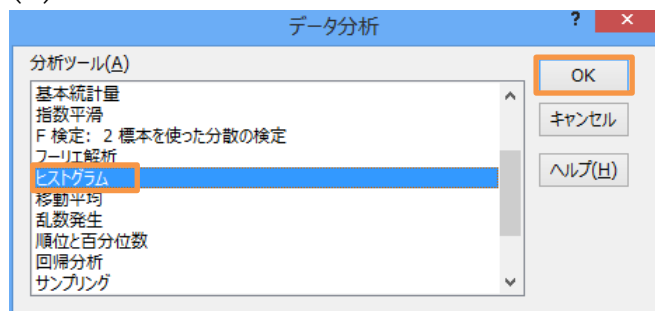 データ分析
? ×
分析ツール(A)
基本統計量
指数平滑
F 検定: 2 標本を使った分散の検定
フーリエ解析
ヒストグラム
移動平均
乱数発生
順位と百分位数
回帰分析
サンプリング
OK
キャンセル
ヘルプ(H)